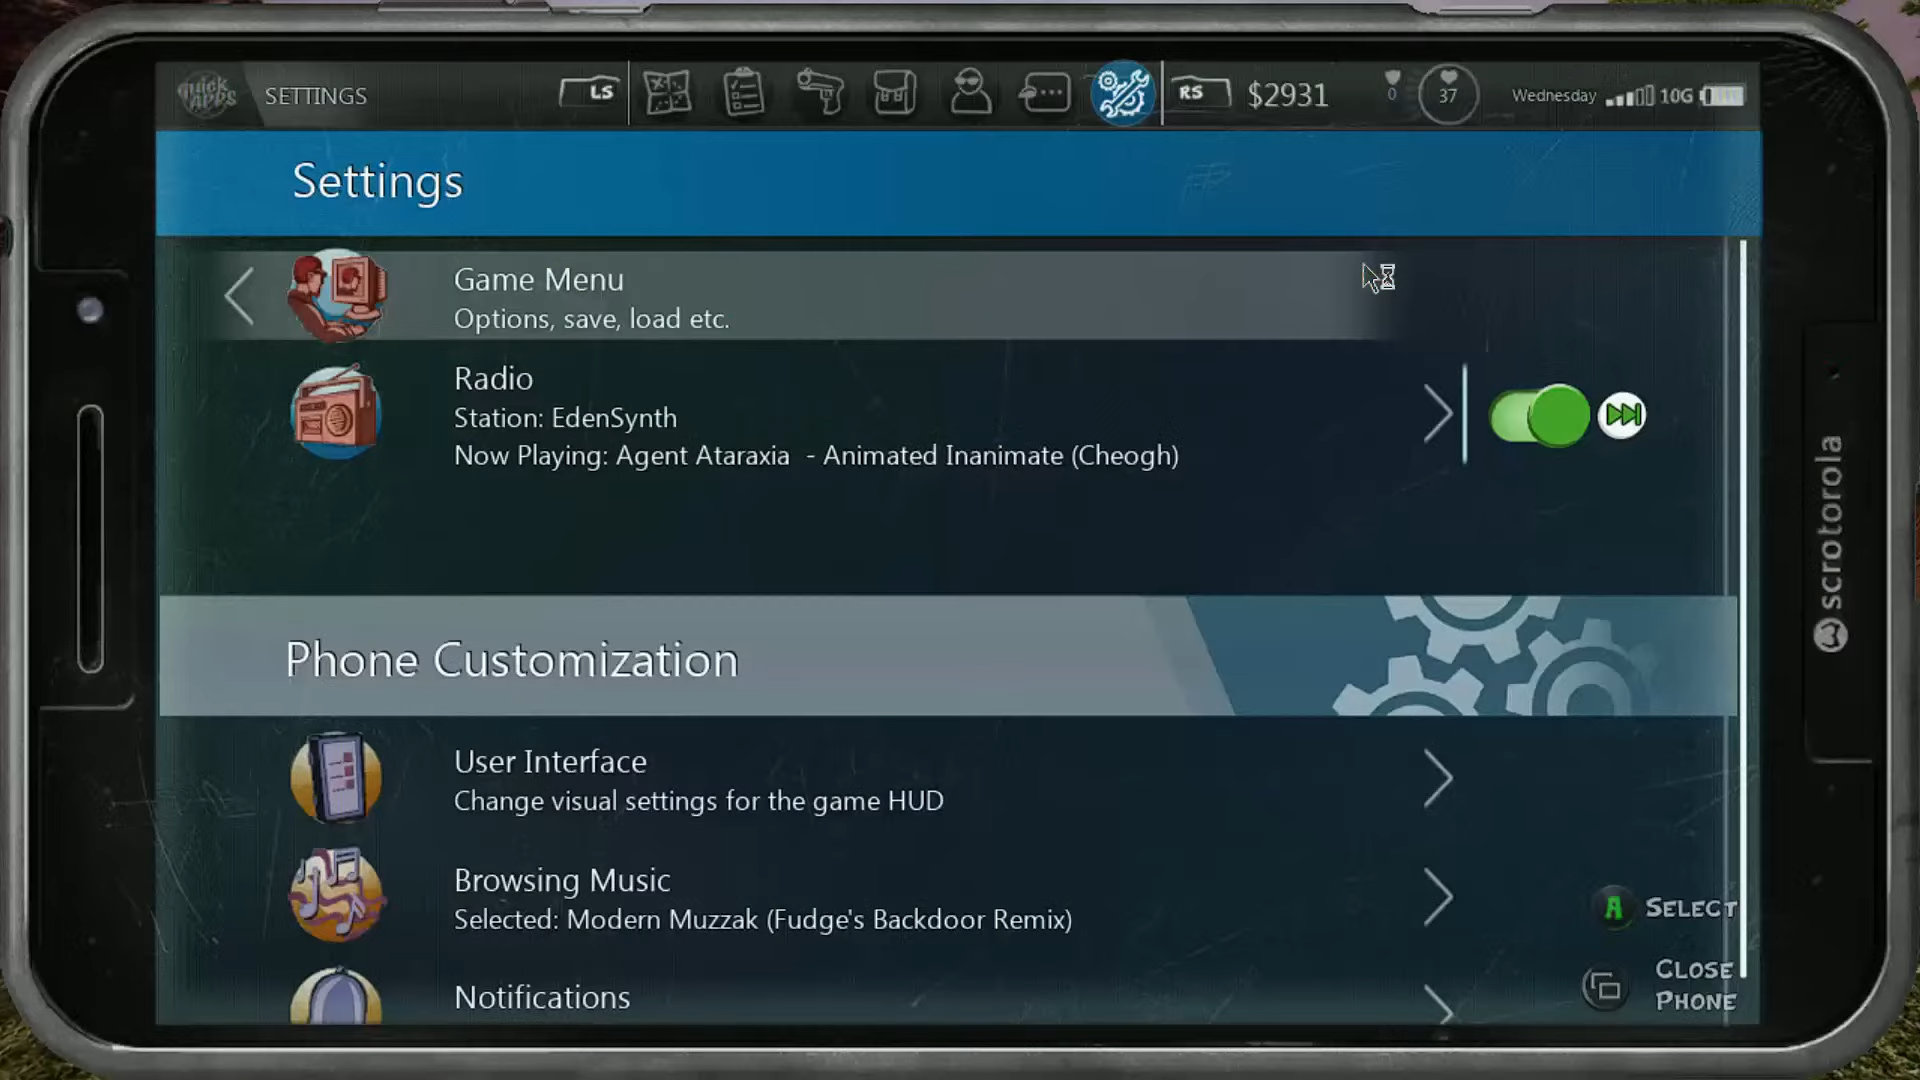 QUICK APPS
SETTINGS
LS
RS
$2931
0
37
Wednesday
10G
Settings
Game Menu
Options, save, load etc.
Radio
Station: EdenSynth
Now Playing: Agent Ataraxia - Animated Inanimate (Cheogh)
Phone Customization
User Interface
Change visual settings for the game HUD
Browsing Music
Selected: Modern Muzzak (Fudge's Backdoor Remix)
Notifications
A SELECT
CLOSE
PHONE
scrotorola